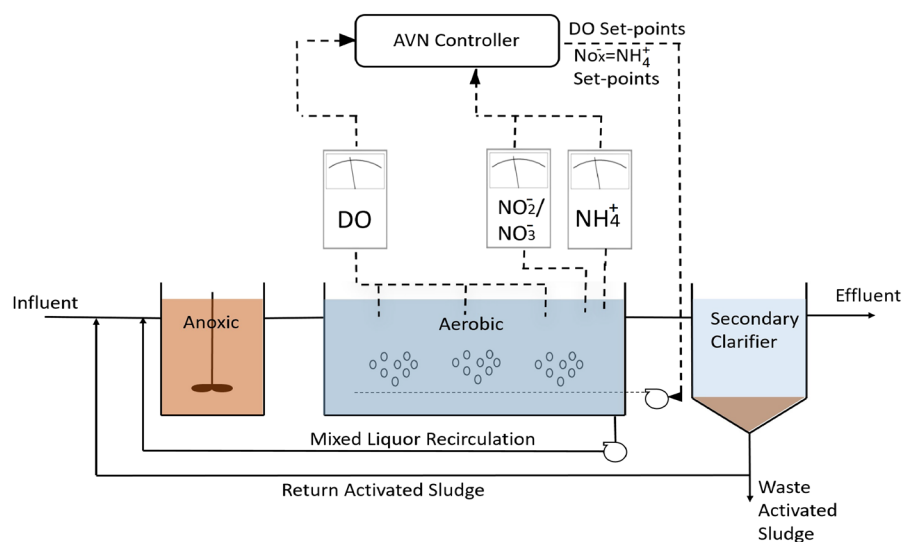 AVN Controller
DO Set-points
Nox⁻=NH₄⁺
Set-points
DO
NO₂⁻/
NO₃⁻
NH₄⁺
Influent
Anoxic
Aerobic
Secondary
Clarifier
Effluent
Mixed Liquor Recirculation
Return Activated Sludge
Waste
Activated
Sludge